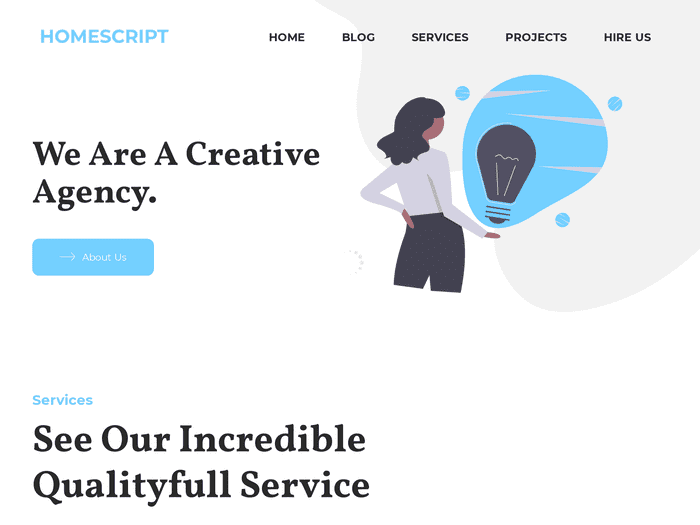 HOMESCRIPT
HOME BLOG SERVICES PROJECTS HIRE US
We Are A Creative
Agency.
About Us
Services
See Our Incredible
Qualityfull Service